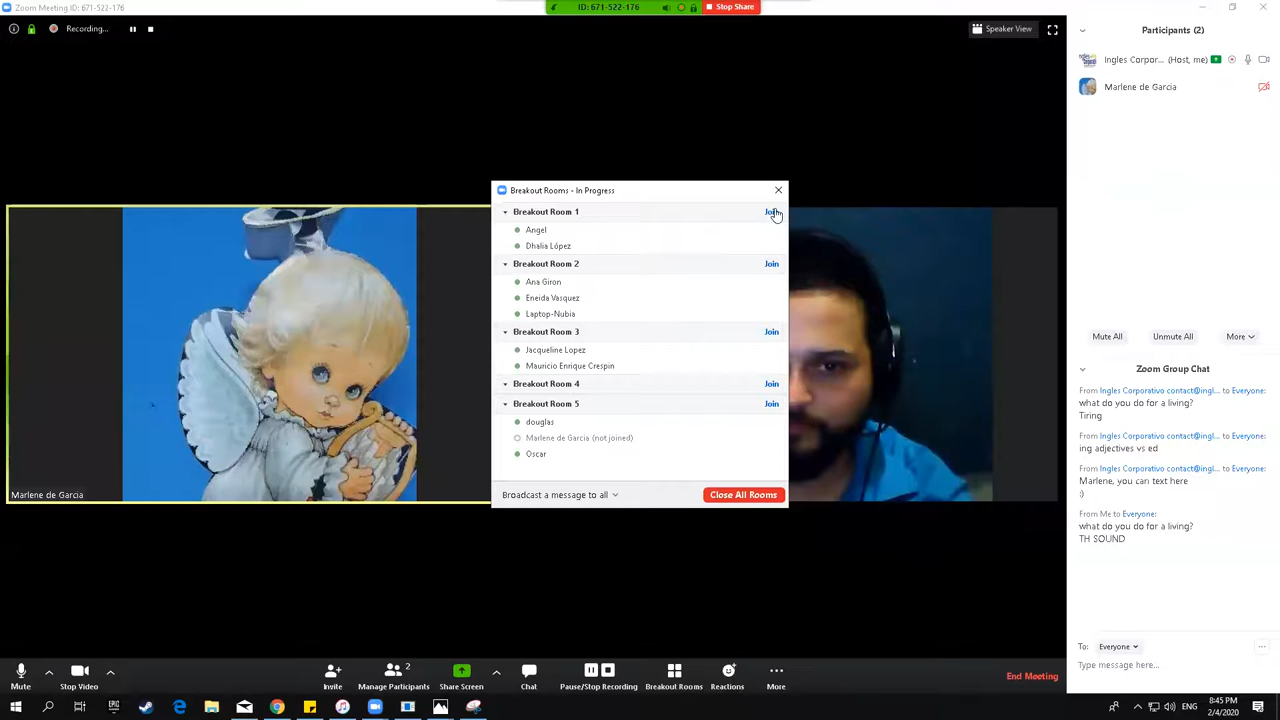 Zoom Meeting ID: 671-522-176
ID: 671-522-176
Stop Share
Recording...
Speaker View
Participants (2)
Ingles Corpor... (Host, me)
Marlene de Garcia
Breakout Rooms - In Progress
Breakout Room 1 Join
Angel
Dhalia López
Breakout Room 2 Join
Ana Giron
Eneida Vasquez
Laptop-Nubia
Breakout Room 3 Join
Jacqueline Lopez
Mauricio Enrique Crespin
Breakout Room 4 Join
Breakout Room 5 Join
douglas
Marlene de Garcia (not joined)
Oscar
Broadcast a message to all
Close All Rooms
Marlene de Garcia
Mute All Unmute All More
Zoom Group Chat
From Ingles Corporativo contact@ingl... to Everyone:
what do you do for a living?
Tiring
From Ingles Corporativo contact@ingl... to Everyone:
ing adjectives vs ed
From Ingles Corporativo contact@ingl... to Everyone:
Marlene, you can text here
:)
From Me to Everyone:
what do you do for a living?
TH SOUND
To: Everyone
Type message here...
Mute
Stop Video
Invite
Manage Participants 2
Share Screen
Chat
Pause/Stop Recording
Breakout Rooms
Reactions
More
End Meeting
ENG
8:45 PM
2/4/2020